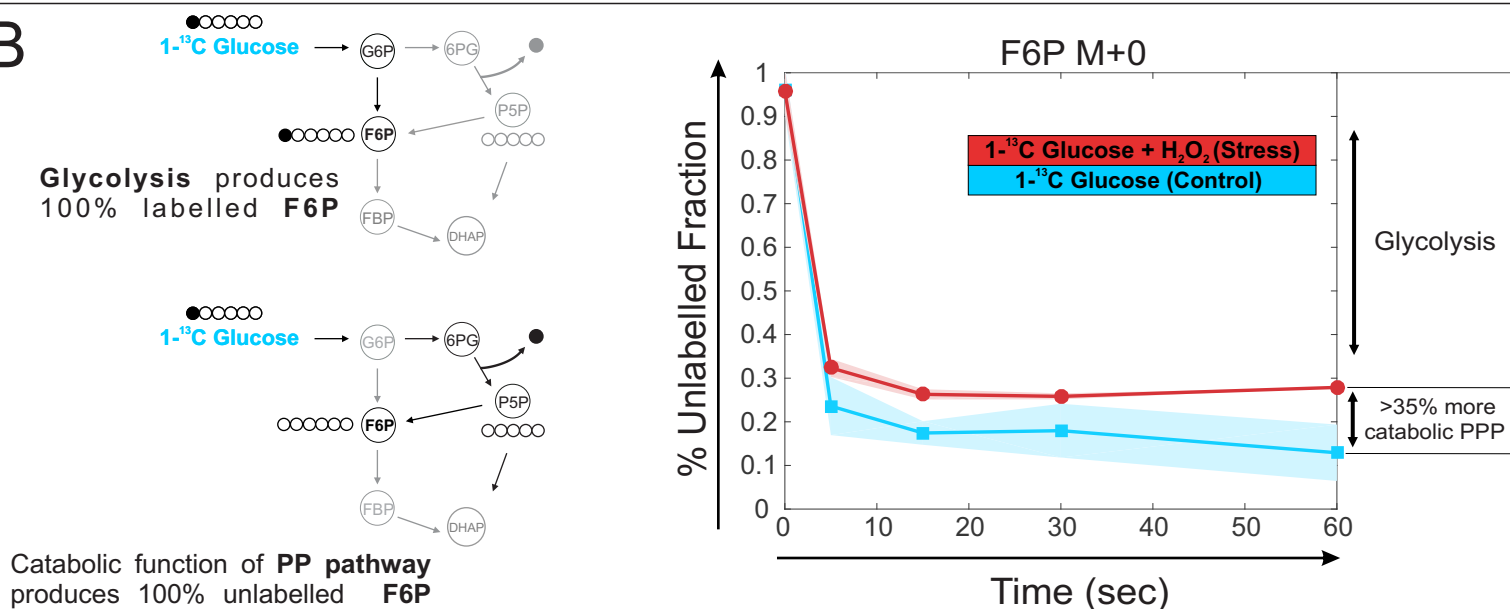 B
1-¹³C Glucose
G6P
6PG
P5P
F6P
Glycolysis produces
100% labelled F6P
FBP
DHAP
1-¹³C Glucose
G6P
6PG
P5P
F6P
FBP
DHAP
Catabolic function of PP pathway
produces 100% unlabelled F6P
F6P M+0
% Unlabelled Fraction
1
0.9
0.8
0.7
0.6
0.5
0.4
0.3
0.2
0.1
0
1-¹³C Glucose + H₂O₂ (Stress)
1-¹³C Glucose (Control)
Glycolysis
>35% more
catabolic PPP
0 10 20 30 40 50 60
Time (sec)